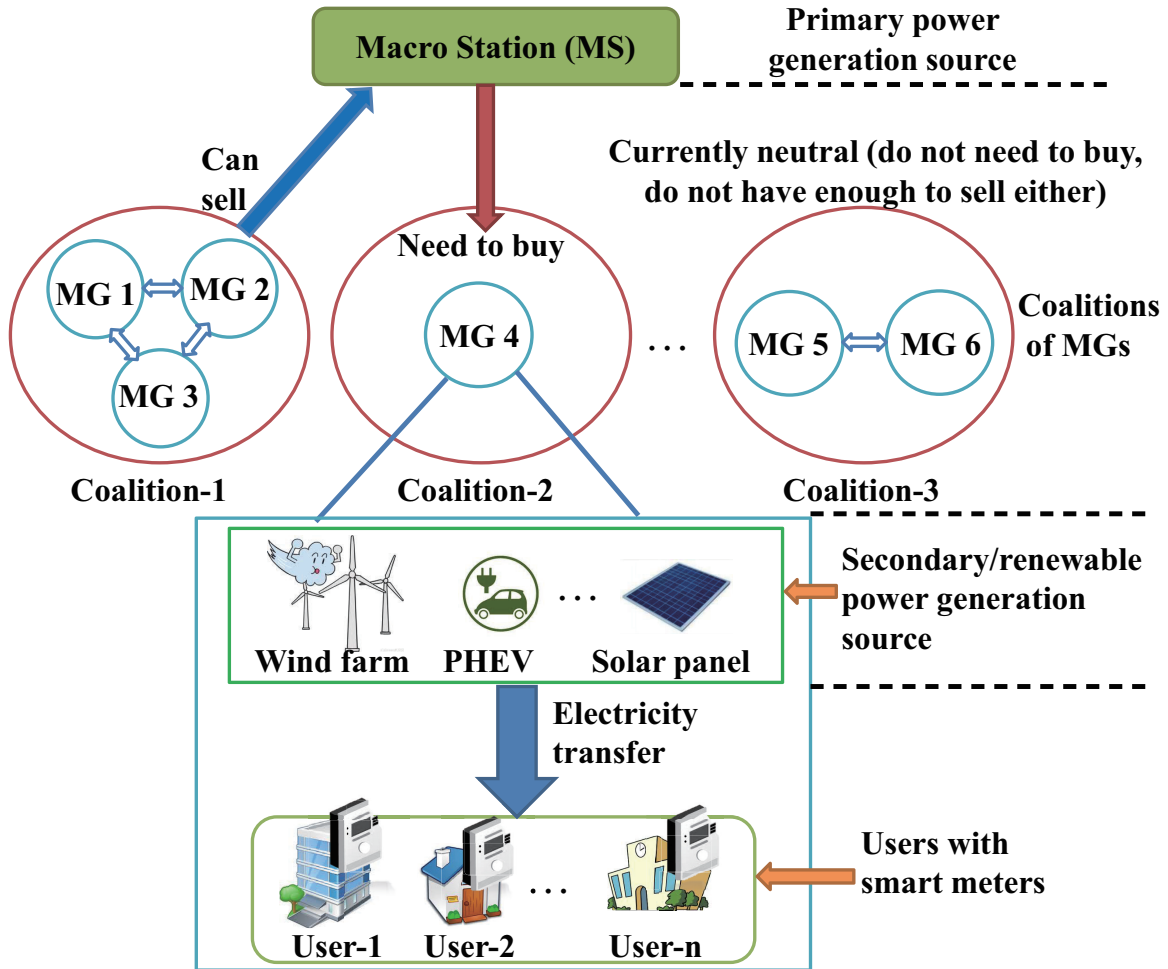 Macro Station (MS)
Primary power
generation source
Can
sell
Currently neutral (do not need to buy,
do not have enough to sell either)
Need to buy
MG 1
MG 2
MG 3
MG 4
. . .
MG 5
MG 6
Coalitions
of MGs
Coalition-1
Coalition-2
Coalition-3
Wind farm
PHEV
. . .
Solar panel
Secondary/renewable
power generation
source
Electricity
transfer
. . .
User-1
User-2
User-n
Users with
smart meters